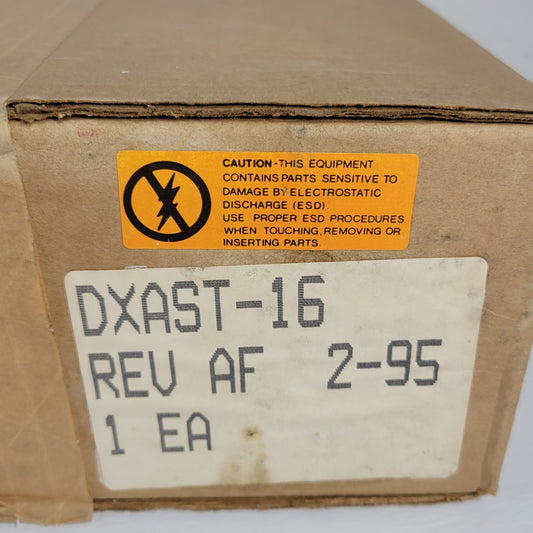 CAUTION-THIS EQUIPMENT
CONTAINS PARTS SENSITIVE TO
DAMAGE BY ELECTROSTATIC
DISCHARGE (ESD).
USE PROPER ESD PROCEDURES
WHEN TOUCHING, REMOVING OR
INSERTING PARTS.
DXAST-16
REV AF 2-95
1 EA